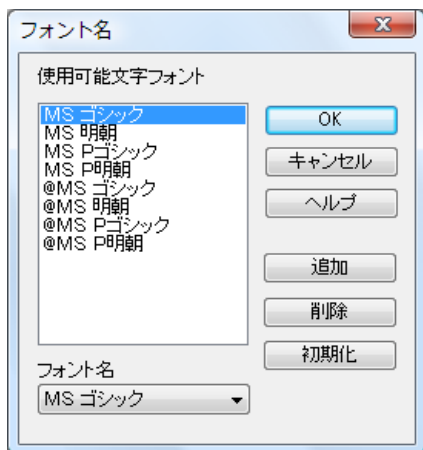 フォント名
使用可能文字フォント
MS ゴシック
MS 明朝
MS Pゴシック
MS P明朝
@MS ゴシック
@MS 明朝
@MS Pゴシック
@MS P明朝
OK
キャンセル
ヘルプ
追加
削除
初期化
フォント名
MS ゴシック